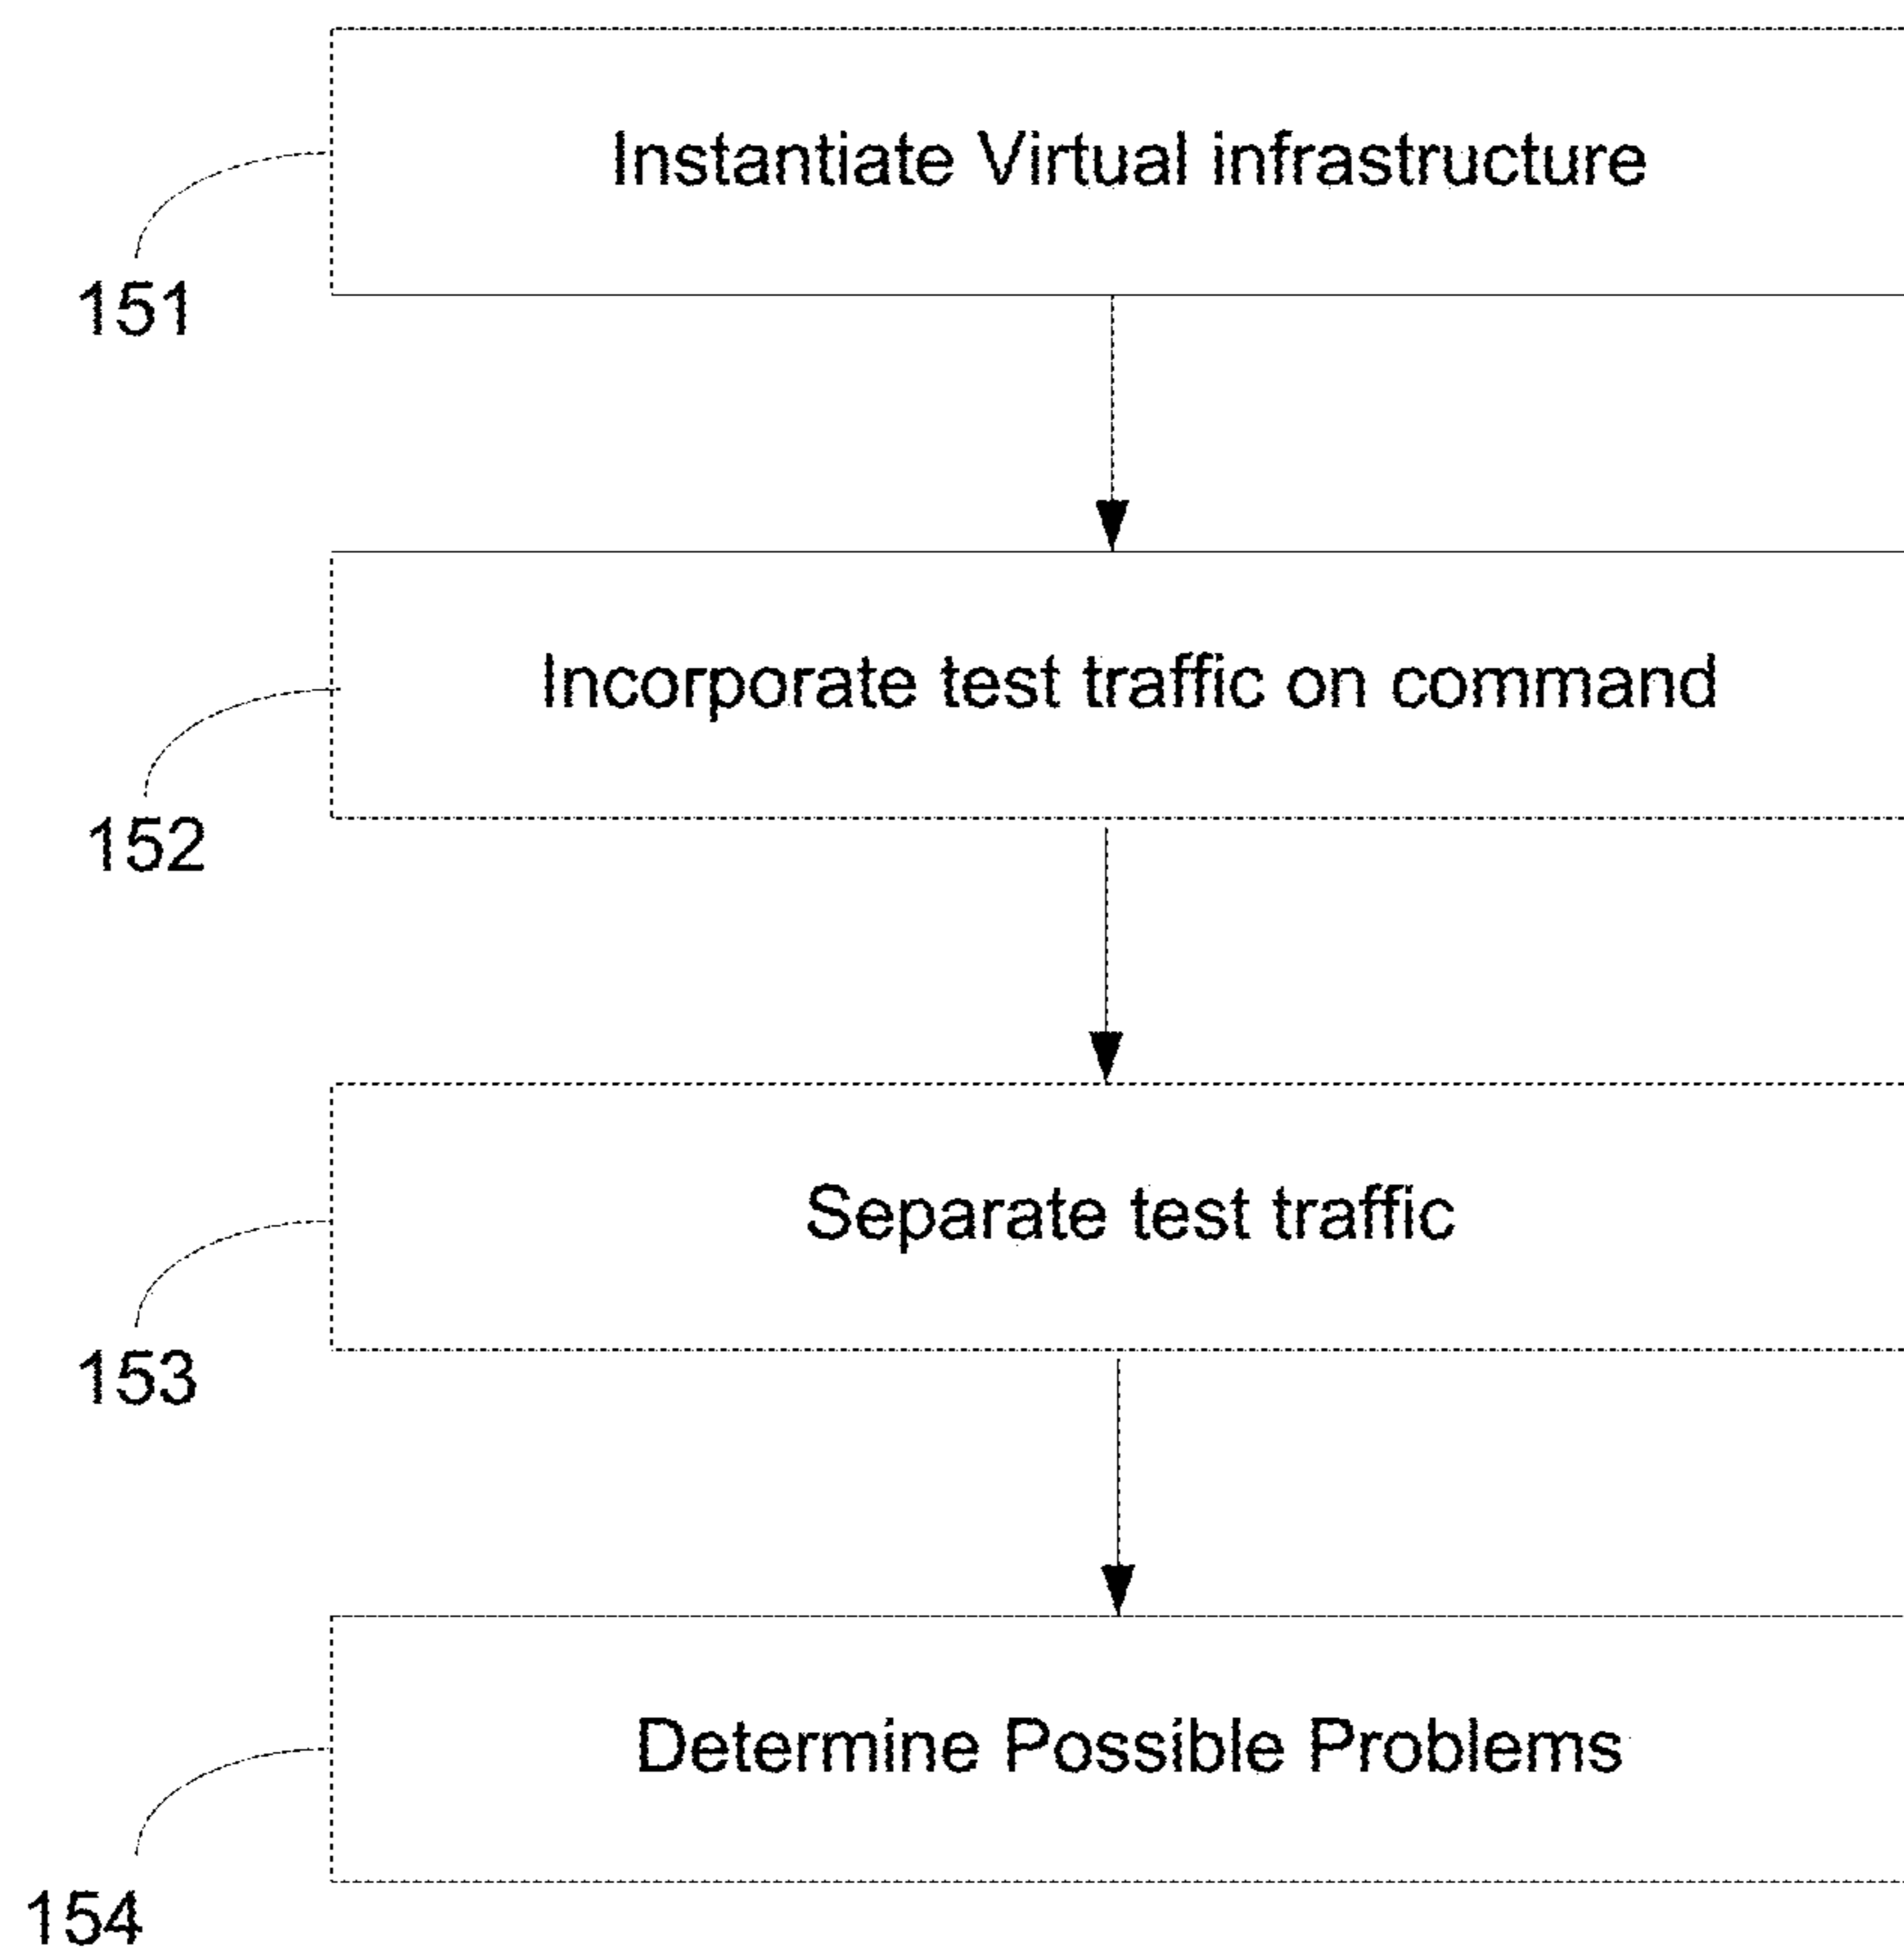 Instantiate Virtual infrastructure
151
Incorporate test traffic on command
152
Separate test traffic
153
Determine Possible Problems
154